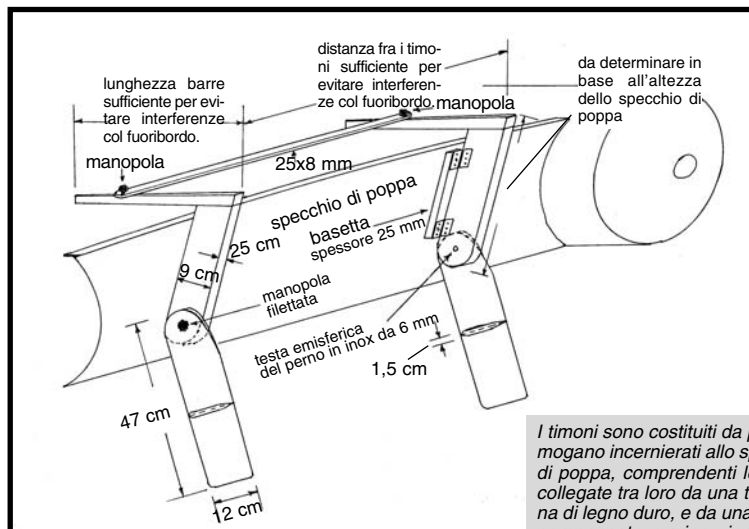 lunghezza barre
sufficiente per evi-
tare interferenze
col fuoribordo.
manopola
distanza fra i timo-
ni sufficiente per
evitare interferen-
ze col fuoribordo.
manopola
da determinare in
base all'altezza
dello specchio di
poppa
25x8 mm
specchio di poppa
basetta
spessore 25 mm
25 cm
9 cm
manopola
filettata
testa emisferica
del perno in inox da 6 mm
1,5 cm
47 cm
12 cm
I timoni sono costituiti da
mogano incernierati allo
di poppa, comprendenti
collegate tra loro da una
na di legno duro, e da una